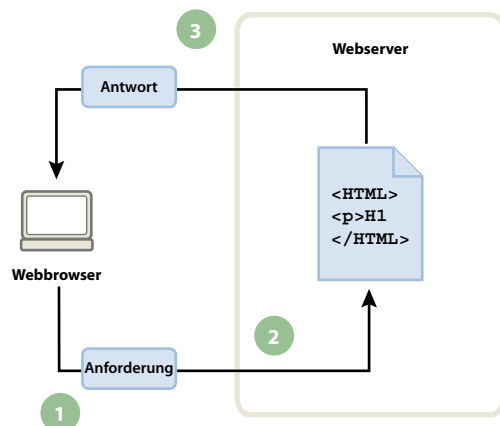 3
Webserver
Antwort
<HTML>
<p>H1
</HTML>
Webbrowser
2
Anforderung
1